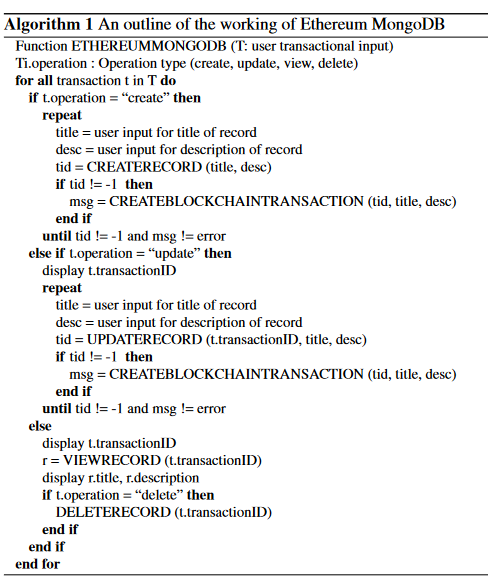 Algorithm 1 An outline of the working of Ethereum MongoDB
Function ETHEREUMMONGODB (T: user transactional input)
Ti.operation : Operation type (create, update, view, delete)
for all transaction t in T do
if t.operation = “create” then
repeat
title = user input for title of record
desc = user input for description of record
tid = CREATERECORD (title, desc)
if tid != -1 then
msg = CREATEBLOCKCHAINTRANSACTION (tid, title, desc)
end if
until tid != -1 and msg != error
else if t.operation = “update” then
display t.transactionID
repeat
title = user input for title of record
desc = user input for description of record
tid = UPDATERECORD (t.transactionID, title, desc)
if tid != -1 then
msg = CREATEBLOCKCHAINTRANSACTION (tid, title, desc)
end if
until tid != -1 and msg != error
else
display t.transactionID
r = VIEWRECORD (t.transactionID)
display r.title, r.description
if t.operation = “delete” then
DELETERECORD (t.transactionID)
end if
end if
end for